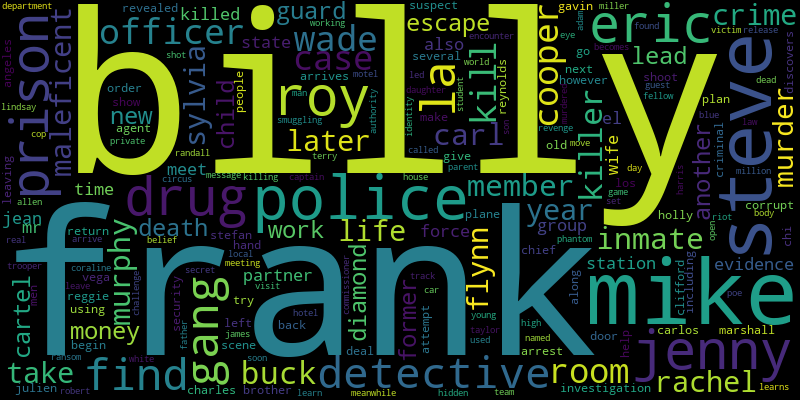 billy
frank
mike
police
steve
jenny
eric
prison
officer
wade
roy
la
cooper
crime
guard
escape
case
kill
lead
killer
murder
maleficent
sylvia
child
new
later
carl
drug
member
another
find
detective
buck
room
rachel
gang
diamond
former
flynn
inmate
year
life
work
death
murphy
money
cartel
take
department
revealed
killed
state
also
suspect
several
gavin
miller
victim
release
angeles
lindsay
show
order
agent
people
arrives
reynolds
student
make
world
encounter
working
adam
eye
becomes
found
next
however
go
shoot
guest
fellow
dead
plan
discovers
cop
private
shot
man
motel
authority
daughter
led
identity
murdered
smuggling
criminal
blue
law
million
el
wife
meet
randall
terry
called
give
parent
son
revenge
old
move
day
los
harris
corrupt
leaving
allen
time
circus
message
killing
captain
house
game
set
holly
riot
body
chi
open
jean
mr
real
return
arrive
belief
stefan
hand
local
meeting
force
plane
group
chief
phantom
station
evidence
trooper
men
coraline
vega
leave
reggie
using
begin
challenge
partner
secret
security
try
visit
left
back
hotel
commissioner
track
car
attempt
young
high
along
door
clifford
including
poe
carlos
marshall
help
arrest
named
used
taylor
james
scene
father
deal
soon
ransom
white
julien
robert
charles
brother
learn
meanwhile
hidden
team
investigation
learns